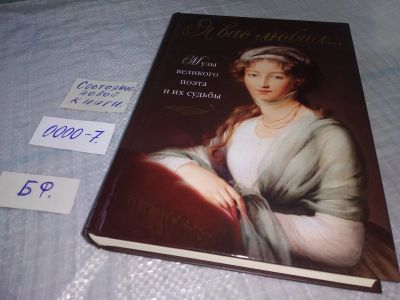 Я вас любил...
Музы
великого
поэта
и их судьбы
Состояние
новой
книги.
0000-7.
БФ.